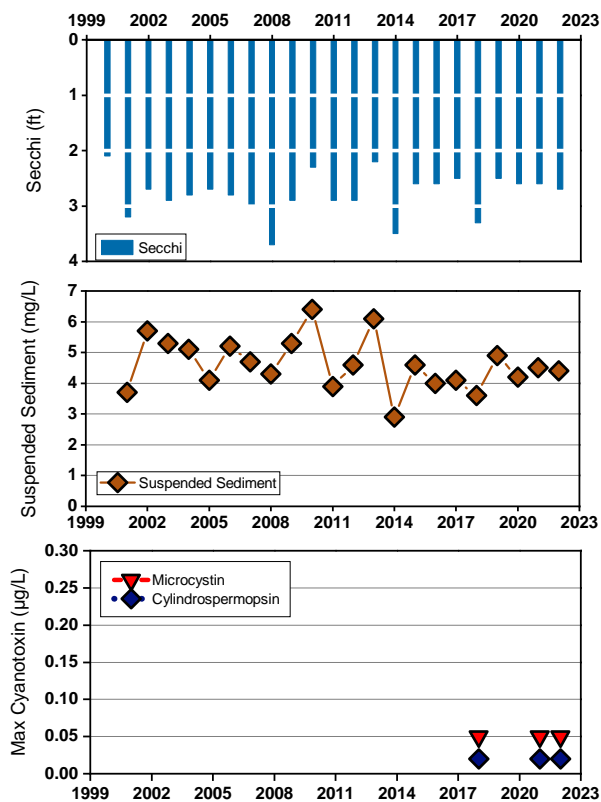 1999 2002 2005 2008 2011 2014 2017 2020 2023
0
1
2
3
4
Secchi (ft)
Secchi
7
6
5
4
3
2
1
0
Suspended Sediment (mg/L)
Suspended Sediment
1999 2002 2005 2008 2011 2014 2017 2020 2023
0.30
0.25
0.20
0.15
0.10
0.05
0.00
Max Cyanotoxin (µg/L)
Microcystin
Cylindrospermopsin
1999 2002 2005 2008 2011 2014 2017 2020 2023